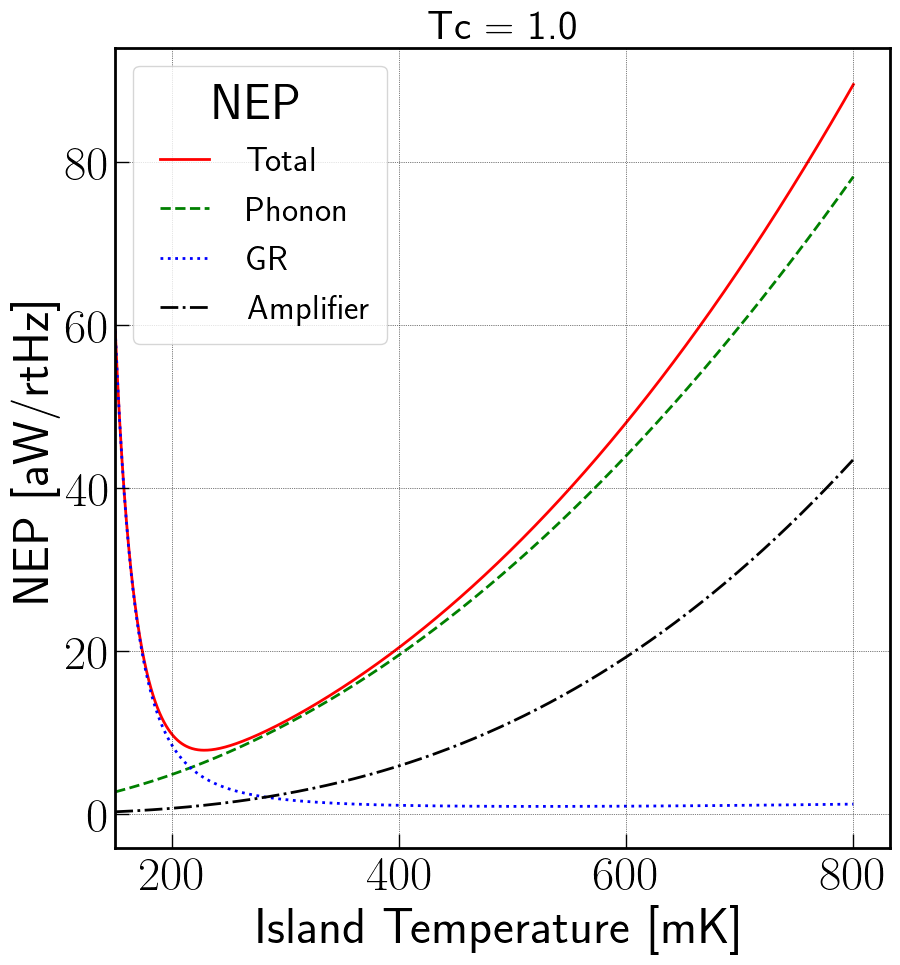 Tc = 1.0
NEP
Total
Phonon
GR
Amplifier
NEP [aW/rtHz]
80
60
40
20
0
200 400 600 800
Island Temperature [mK]